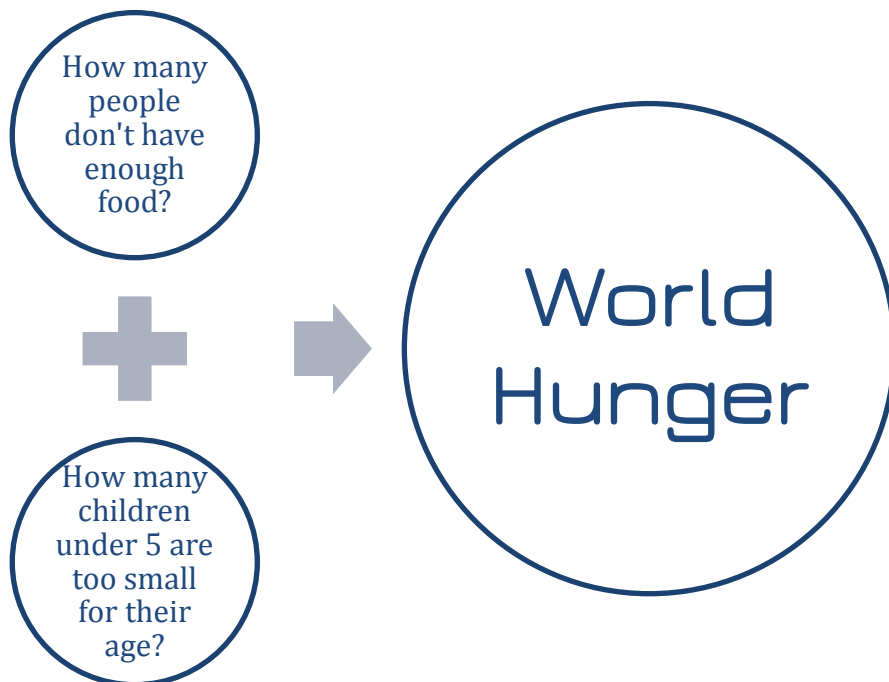 How many
people
don't have
enough
food?
How many
children
under 5 are
too small
for their
age?
World
Hunger